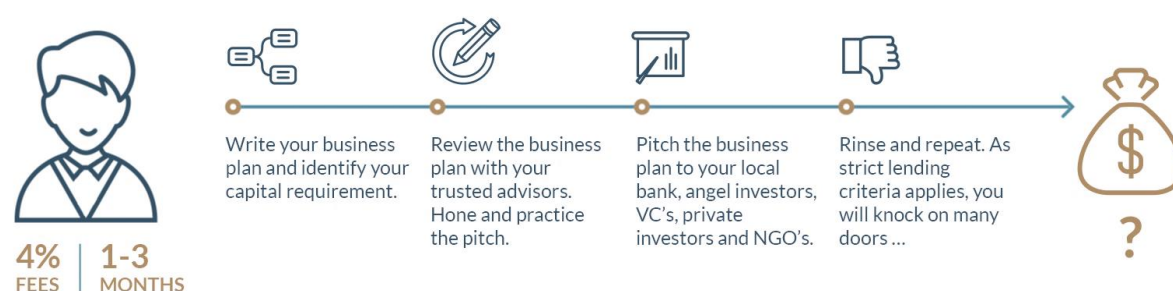 Write your business
plan and identify your
capital requirement.
Review the business
plan with your
trusted advisors.
Hone and practice
the pitch.
Pitch the business
plan to your local
bank, angel investors,
VC's, private
investors and NGO's.
Rinse and repeat. As
strict lending
criteria applies, you
will knock on many
doors ...
$
?
4%
FEES
1-3
MONTHS